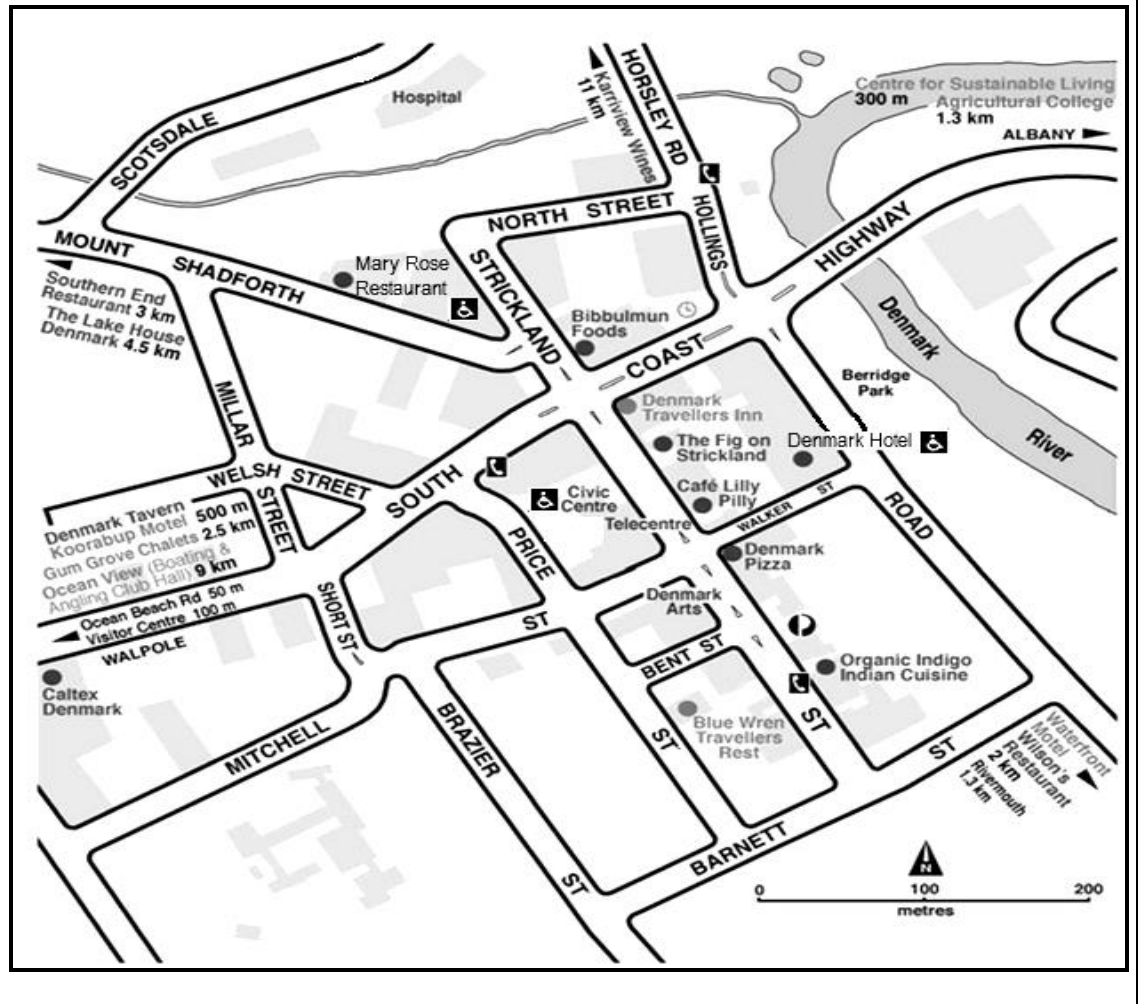 HORSLEY RD
Karriview Wines
11 km
Hospital
Centre for Sustainable Living
300 m
Agricultural College
1.3 km
ALBANY
SCOTSDALE
NORTH STREET
HOLLINGS
HIGHWAY
MOUNT
SHADFORTH
Mary Rose
Restaurant
STRICKLAND
Southern End
Restaurant 3 km
The Lake House
Denmark 4.5 km
Bibbulmun
Foods
COAST
Denmark
River
Berridge
Park
Denmark
Travellers Inn
MILLAR
The Fig on
Strickland
Denmark Hotel
WELSH STREET
STREET
SOUTH
Civic
Centre
Café Lilly
Pilly
Telecentre
WALKER ST
ROAD
Denmark Tavern
Koorabup Motel 500 m
Gum Grove Chalets 2.5 km
Ocean View (Boating &
Angling Club Hall) 9 km
PRICE
ST
Denmark
Pizza
Ocean Beach Rd 50 m
Visitor Centre 100 m
WALPOLE
SHORT ST
Denmark
Arts
BENT ST
ST
Organic Indigo
Indian Cuisine
Caltex
Denmark
Blue Wren
Travellers
Rest
ST
MITCHELL
BRAZIER
ST
BARNETT
ST
Waterfront
Motel
Wilson's
Restaurant
2 km
Rivermouth
1.3 km
N
0 100 200
metres